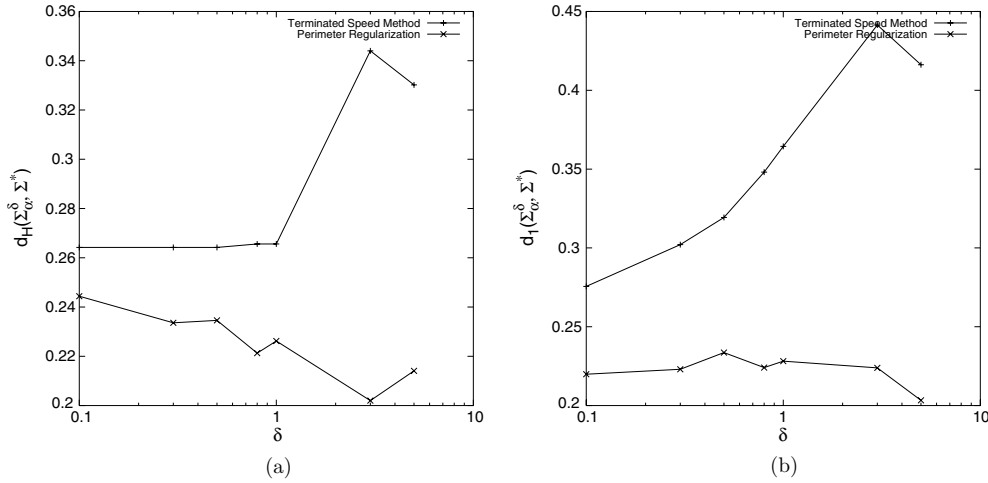 0.36
0.34
0.32
0.3
0.28
0.26
0.24
0.22
0.2
0.1
1
10
δ
d_H(Σ_α^δ, Σ^*)
Terminated Speed Method
Perimeter Regularization
(a)
0.45
0.4
0.35
0.3
0.25
0.2
0.1
1
10
δ
d_1(Σ_α^δ, Σ^*)
Terminated Speed Method
Perimeter Regularization
(b)